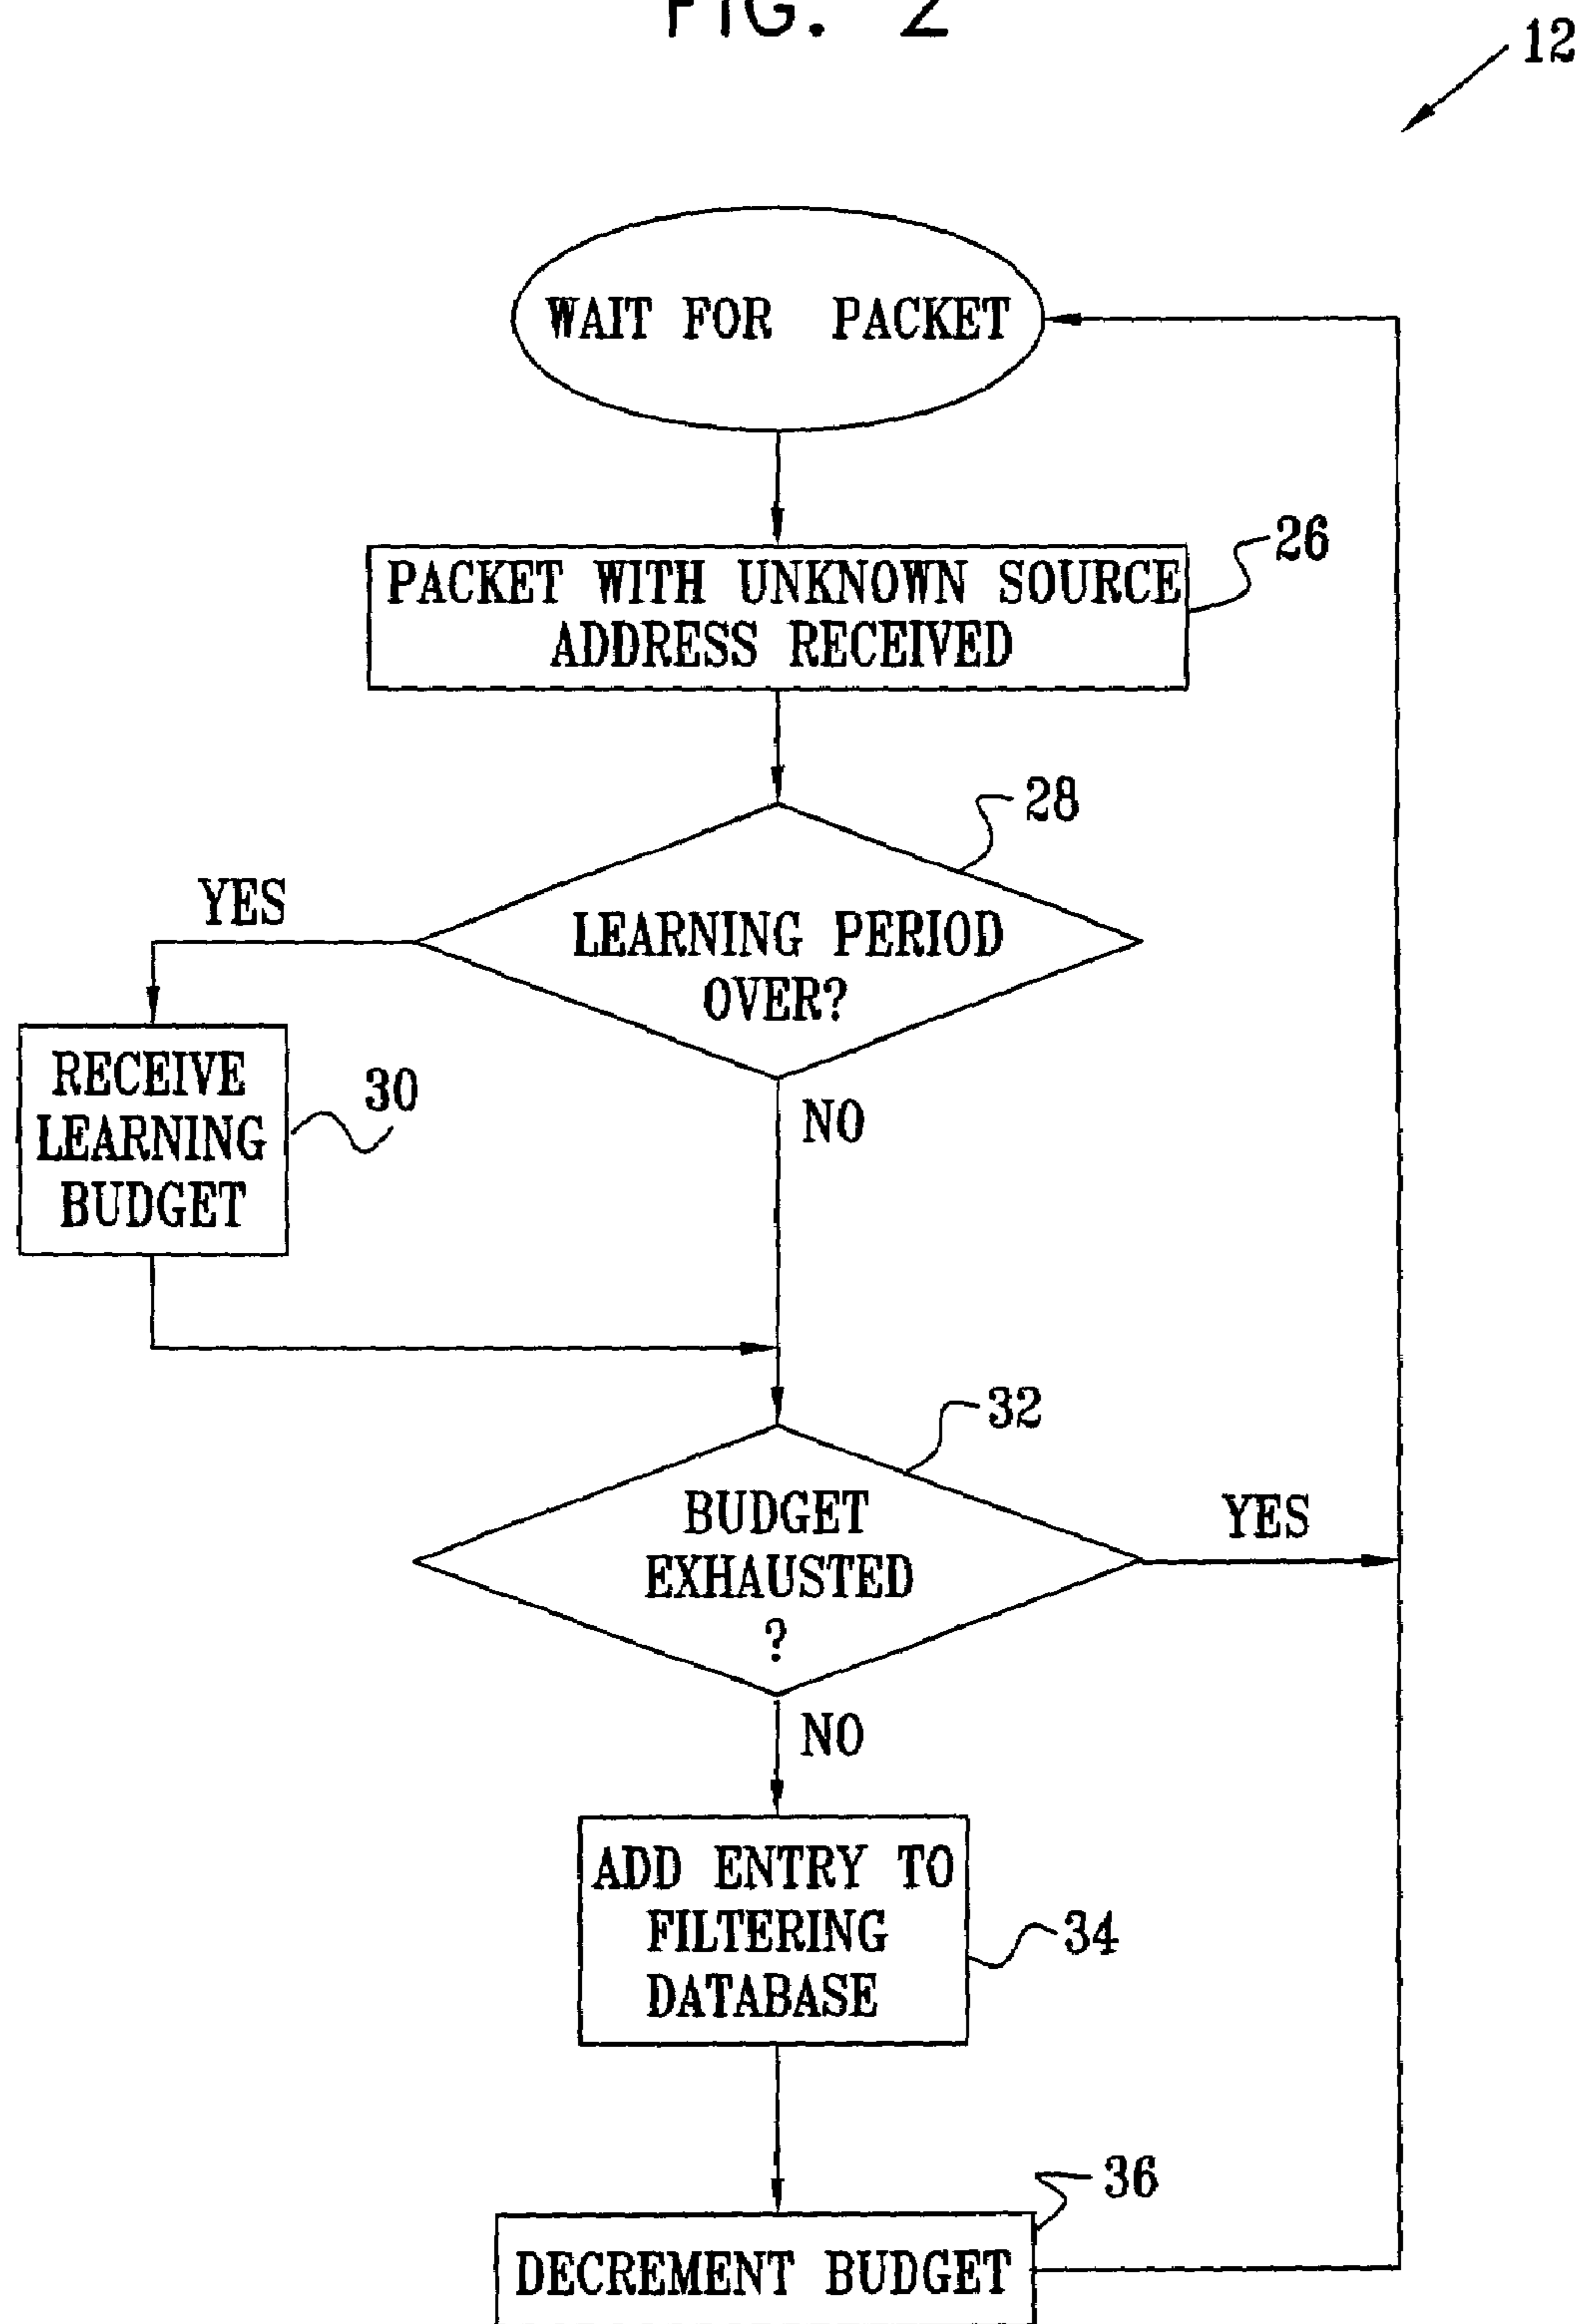 FIG. 2
12
WAIT FOR PACKET
26
PACKET WITH UNKNOWN SOURCE
ADDRESS RECEIVED
28
YES
LEARNING PERIOD
OVER?
RECEIVE
LEARNING
BUDGET
30
NO
32
BUDGET
EXHAUSTED
?
YES
NO
ADD ENTRY TO
FILTERING
DATABASE
34
36
DECREMENT BUDGET